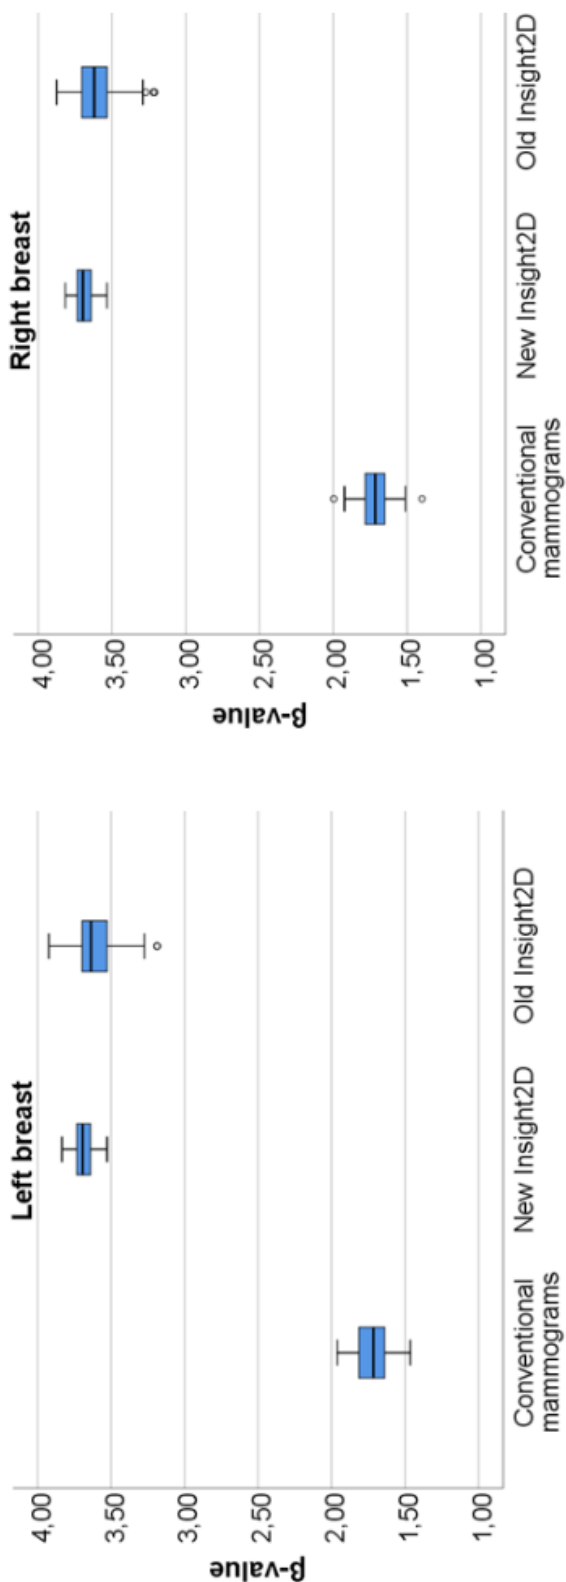 Left breast
β-value
4,00
3,50
3,00
2,50
2,00
1,50
1,00
Conventional
mammograms
New Insight2D
Old Insight2D
Right breast
β-value
4,00
3,50
3,00
2,50
2,00
1,50
1,00
Conventional
mammograms
New Insight2D
Old Insight2D